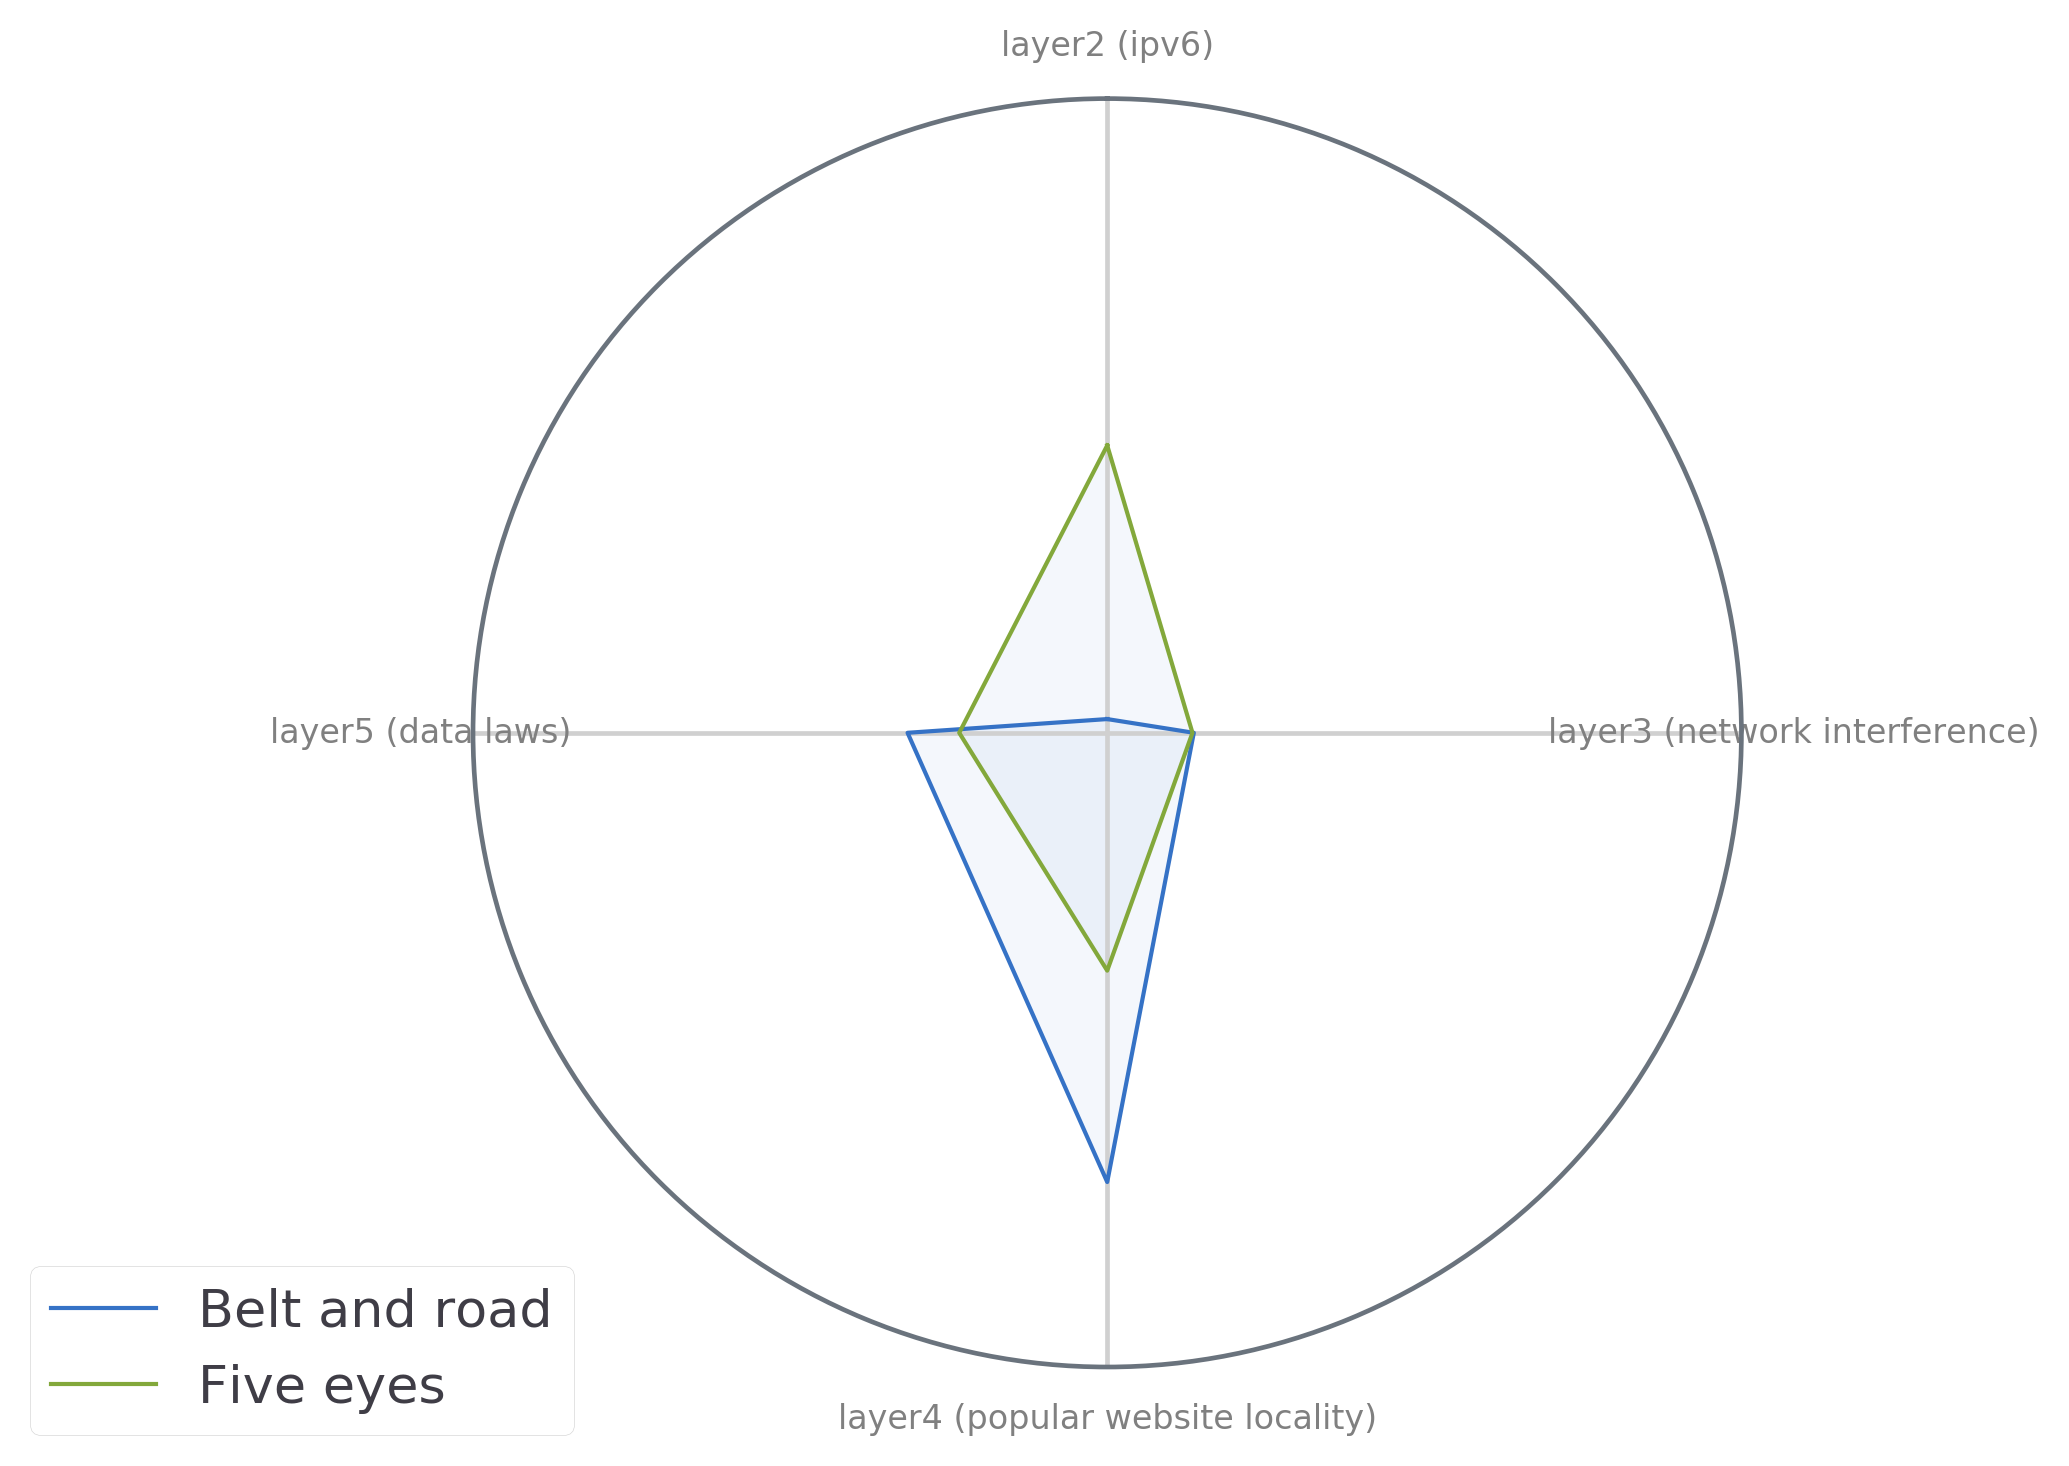 layer2 (ipv6)
layer5 (data laws)
layer3 (network interference)
layer4 (popular website locality)
Belt and road
Five eyes